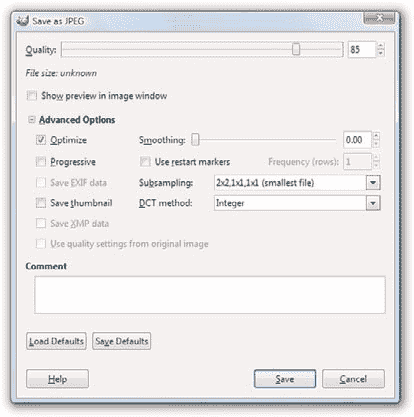 Save as JPEG
Quality: 85
File size: unknown
Show preview in image window
Advanced Options
Optimize Smoothing: 0.00
Progressive Use restart markers Frequency (rows): 1
Save EXIF data Subsampling: 2x2,1x1,1x1 (smallest file)
Save thumbnail DCT method: Integer
Save XMP data
Use quality settings from original image
Comment
Load Defaults Save Defaults
Help Save Cancel